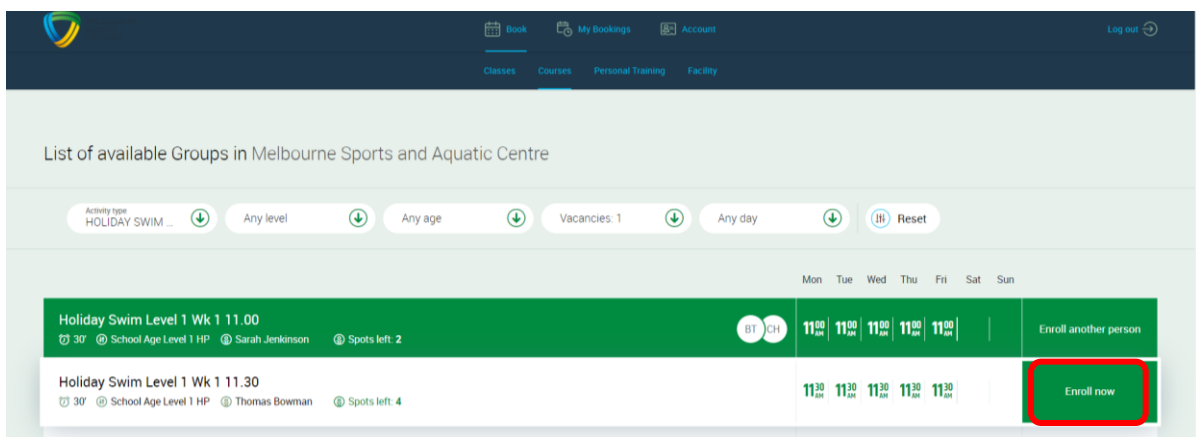 Book My Bookings Account Log out
Classes Courses Personal Training Facility
List of available Groups in Melbourne Sports and Aquatic Centre
Activity type
HOLIDAY SWIM ... Any level Any age Vacancies: 1 Any day Reset
Mon Tue Wed Thu Fri Sat Sun
Holiday Swim Level 1 Wk 1 11.00
30' School Age Level 1 HP Sarah Jenkinson Spots left: 2
BT CH
11 00 AM 11 00 AM 11 00 AM 11 00 AM 11 00 AM
Enroll another person
Holiday Swim Level 1 Wk 1 11.30
30' School Age Level 1 HP Thomas Bowman Spots left: 4
11 30 AM 11 30 AM 11 30 AM 11 30 AM 11 30 AM
Enroll now